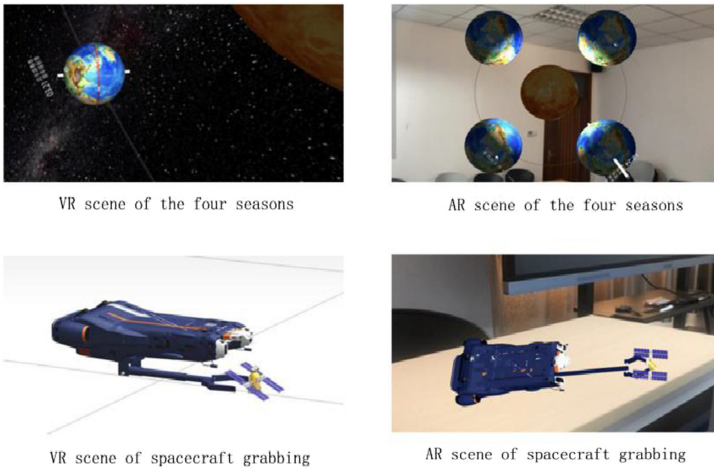 VR scene of the four seasons
AR scene of the four seasons
VR scene of spacecraft grabbing
AR scene of spacecraft grabbing